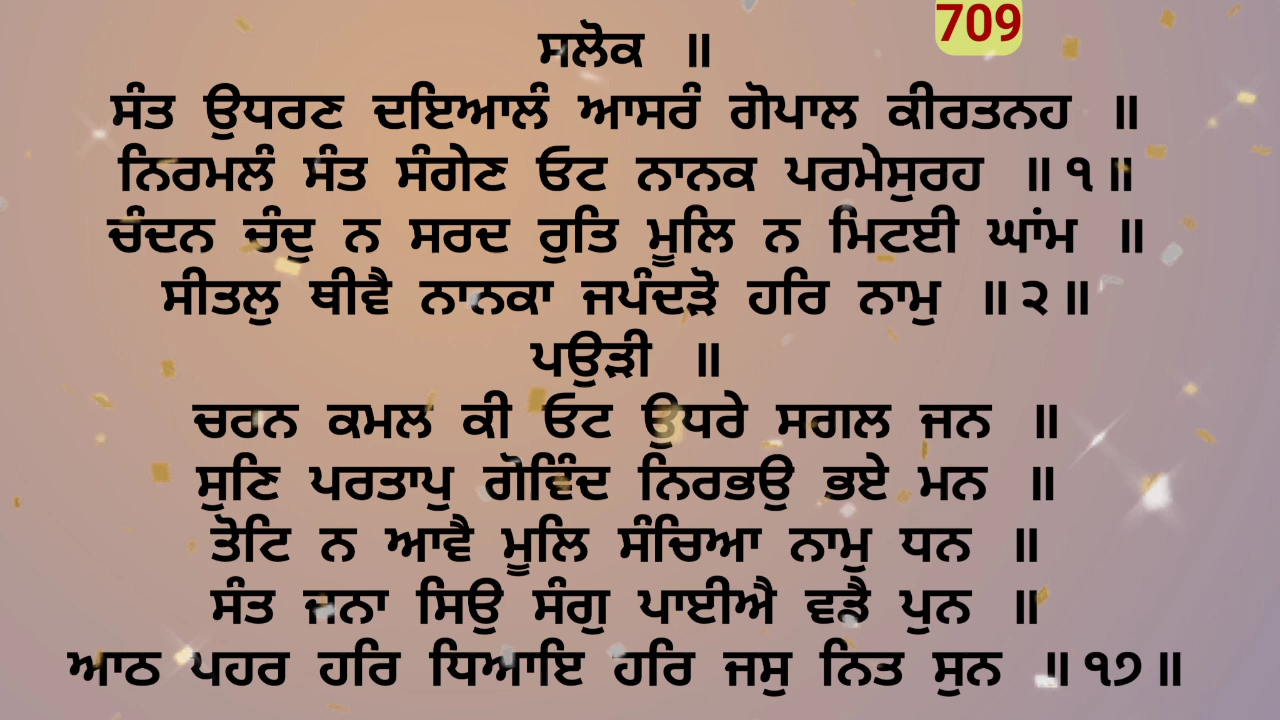 709
ਸਲੋਕ ॥
ਸੰਤ ਉਧਰਣ ਦਇਆਲੰ ਆਸਰੰ ਗੋਪਾਲ ਕੀਰਤਨਹ ॥
ਨਿਰਮਲੰ ਸੰਤ ਸੰਗੇਣ ਓਟ ਨਾਨਕ ਪਰਮੇਸੁਰਹ ॥੧॥
ਚੰਦਨ ਚੰਦੁ ਨ ਸਰਦ ਰੁਤਿ ਮੂਲਿ ਨ ਮਿਟਈ ਘਾਂਮ ॥
ਸੀਤਲੁ ਥੀਵੈ ਨਾਨਕਾ ਜਪੰਦੜੋ ਹਰਿ ਨਾਮੁ ॥੨॥
ਪਉੜੀ ॥
ਚਰਨ ਕਮਲ ਕੀ ਓਟ ਉਧਰੇ ਸਗਲ ਜਨ ॥
ਸੁਣਿ ਪਰਤਾਪੁ ਗੋਵਿੰਦ ਨਿਰਭਉ ਭਏ ਮਨ ॥
ਤੋਟਿ ਨ ਆਵੈ ਮੂਲਿ ਸੰਚਿਆ ਨਾਮੁ ਧਨ ॥
ਸੰਤ ਜਨਾ ਸਿਉ ਸੰਗੁ ਪਾਈਐ ਵਡੈ ਪੁਨ ॥
ਆਠ ਪਹਰ ਹਰਿ ਧਿਆਇ ਹਰਿ ਜਸੁ ਨਿਤ ਸੁਨ ॥੧੭॥